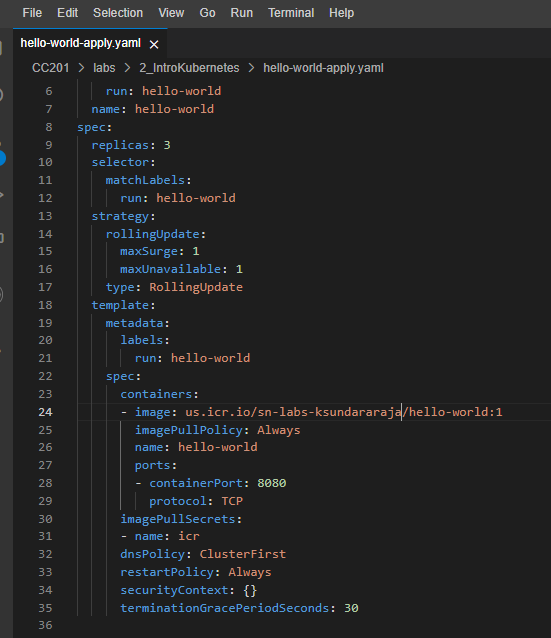 File Edit Selection View Go Run Terminal Help
hello-world-apply.yaml ×
CC201 > labs > 2_IntroKubernetes > hello-world-apply.yaml
6 run: hello-world
7 name: hello-world
8 spec:
9 replicas: 3
10 selector:
11 matchLabels:
12 run: hello-world
13 strategy:
14 rollingUpdate:
15 maxSurge: 1
16 maxUnavailable: 1
17 type: RollingUpdate
18 template:
19 metadata:
20 labels:
21 run: hello-world
22 spec:
23 containers:
24 - image: us.icr.io/sn-labs-ksundararaja/hello-world:1
25 imagePullPolicy: Always
26 name: hello-world
27 ports:
28 - containerPort: 8080
29 protocol: TCP
30 imagePullSecrets:
31 - name: icr
32 dnsPolicy: ClusterFirst
33 restartPolicy: Always
34 securityContext: {}
35 terminationGracePeriodSeconds: 30
36